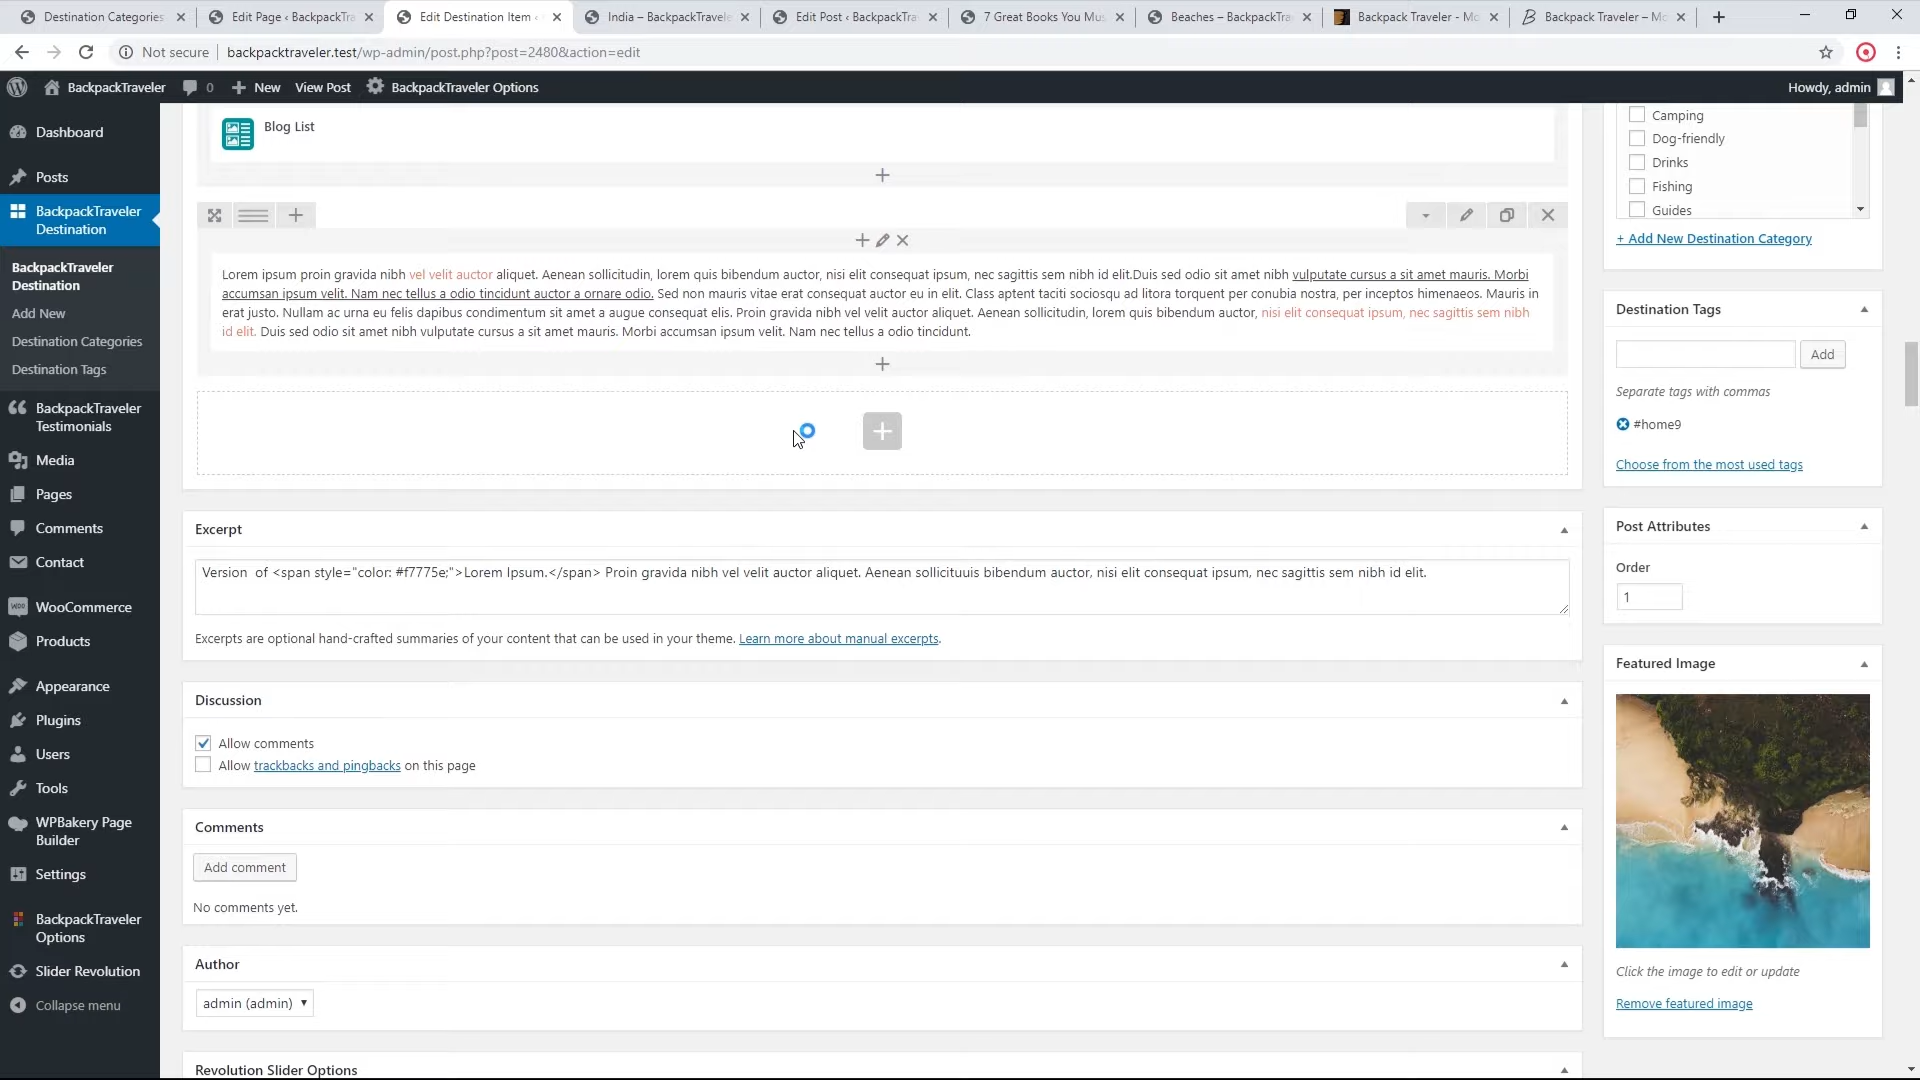 Destination Categories
Edit Page ‹ BackpackTra
Edit Destination Item ‹
India – BackpackTravele
Edit Post ‹ BackpackTra
7 Great Books You Mus
Beaches – BackpackTra
Backpack Traveler - Mo
Backpack Traveler – Mo
Not secure
backpacktraveler.test/wp-admin/post.php?post=2480&action=edit
BackpackTraveler
0
New
View Post
BackpackTraveler Options
Howdy, admin
Dashboard
Posts
BackpackTraveler
Destination
BackpackTraveler
Destination
Add New
Destination Categories
Destination Tags
BackpackTraveler
Testimonials
Media
Pages
Comments
Contact
WooCommerce
Products
Appearance
Plugins
Users
Tools
WPBakery Page
Builder
Settings
BackpackTraveler
Options
Slider Revolution
Collapse menu
Blog List
Lorem ipsum proin gravida nibh vel velit auctor aliquet. Aenean sollicitudin, lorem quis bibendum auctor, nisi elit consequat ipsum, nec sagittis sem nibh id elit.Duis sed odio sit amet nibh vulputate cursus a sit amet mauris. Morbi
accumsan ipsum velit. Nam nec tellus a odio tincidunt auctor a ornare odio. Sed non mauris vitae erat consequat auctor eu in elit. Class aptent taciti sociosqu ad litora torquent per conubia nostra, per inceptos himenaeos. Mauris in
erat justo. Nullam ac urna eu felis dapibus condimentum sit amet a augue consequat elis. Proin gravida nibh vel velit auctor aliquet. Aenean sollicitudin, lorem quis bibendum auctor, nisi elit consequat ipsum, nec sagittis sem nibh
id elit. Duis sed odio sit amet nibh vulputate cursus a sit amet mauris. Morbi accumsan ipsum velit. Nam nec tellus a odio tincidunt.
Excerpt
Version of <span style="color: #f7775e;">Lorem Ipsum.</span> Proin gravida nibh vel velit auctor aliquet. Aenean sollicituuis bibendum auctor, nisi elit consequat ipsum, nec sagittis sem nibh id elit.
Excerpts are optional hand-crafted summaries of your content that can be used in your theme. Learn more about manual excerpts.
Discussion
Allow comments
Allow trackbacks and pingbacks on this page
Comments
Add comment
No comments yet.
Author
admin (admin)
Revolution Slider Options
Camping
Dog-friendly
Drinks
Fishing
Guides
+ Add New Destination Category
Destination Tags
Add
Separate tags with commas
#home9
Choose from the most used tags
Post Attributes
Order
1
Featured Image
Click the image to edit or update
Remove featured image